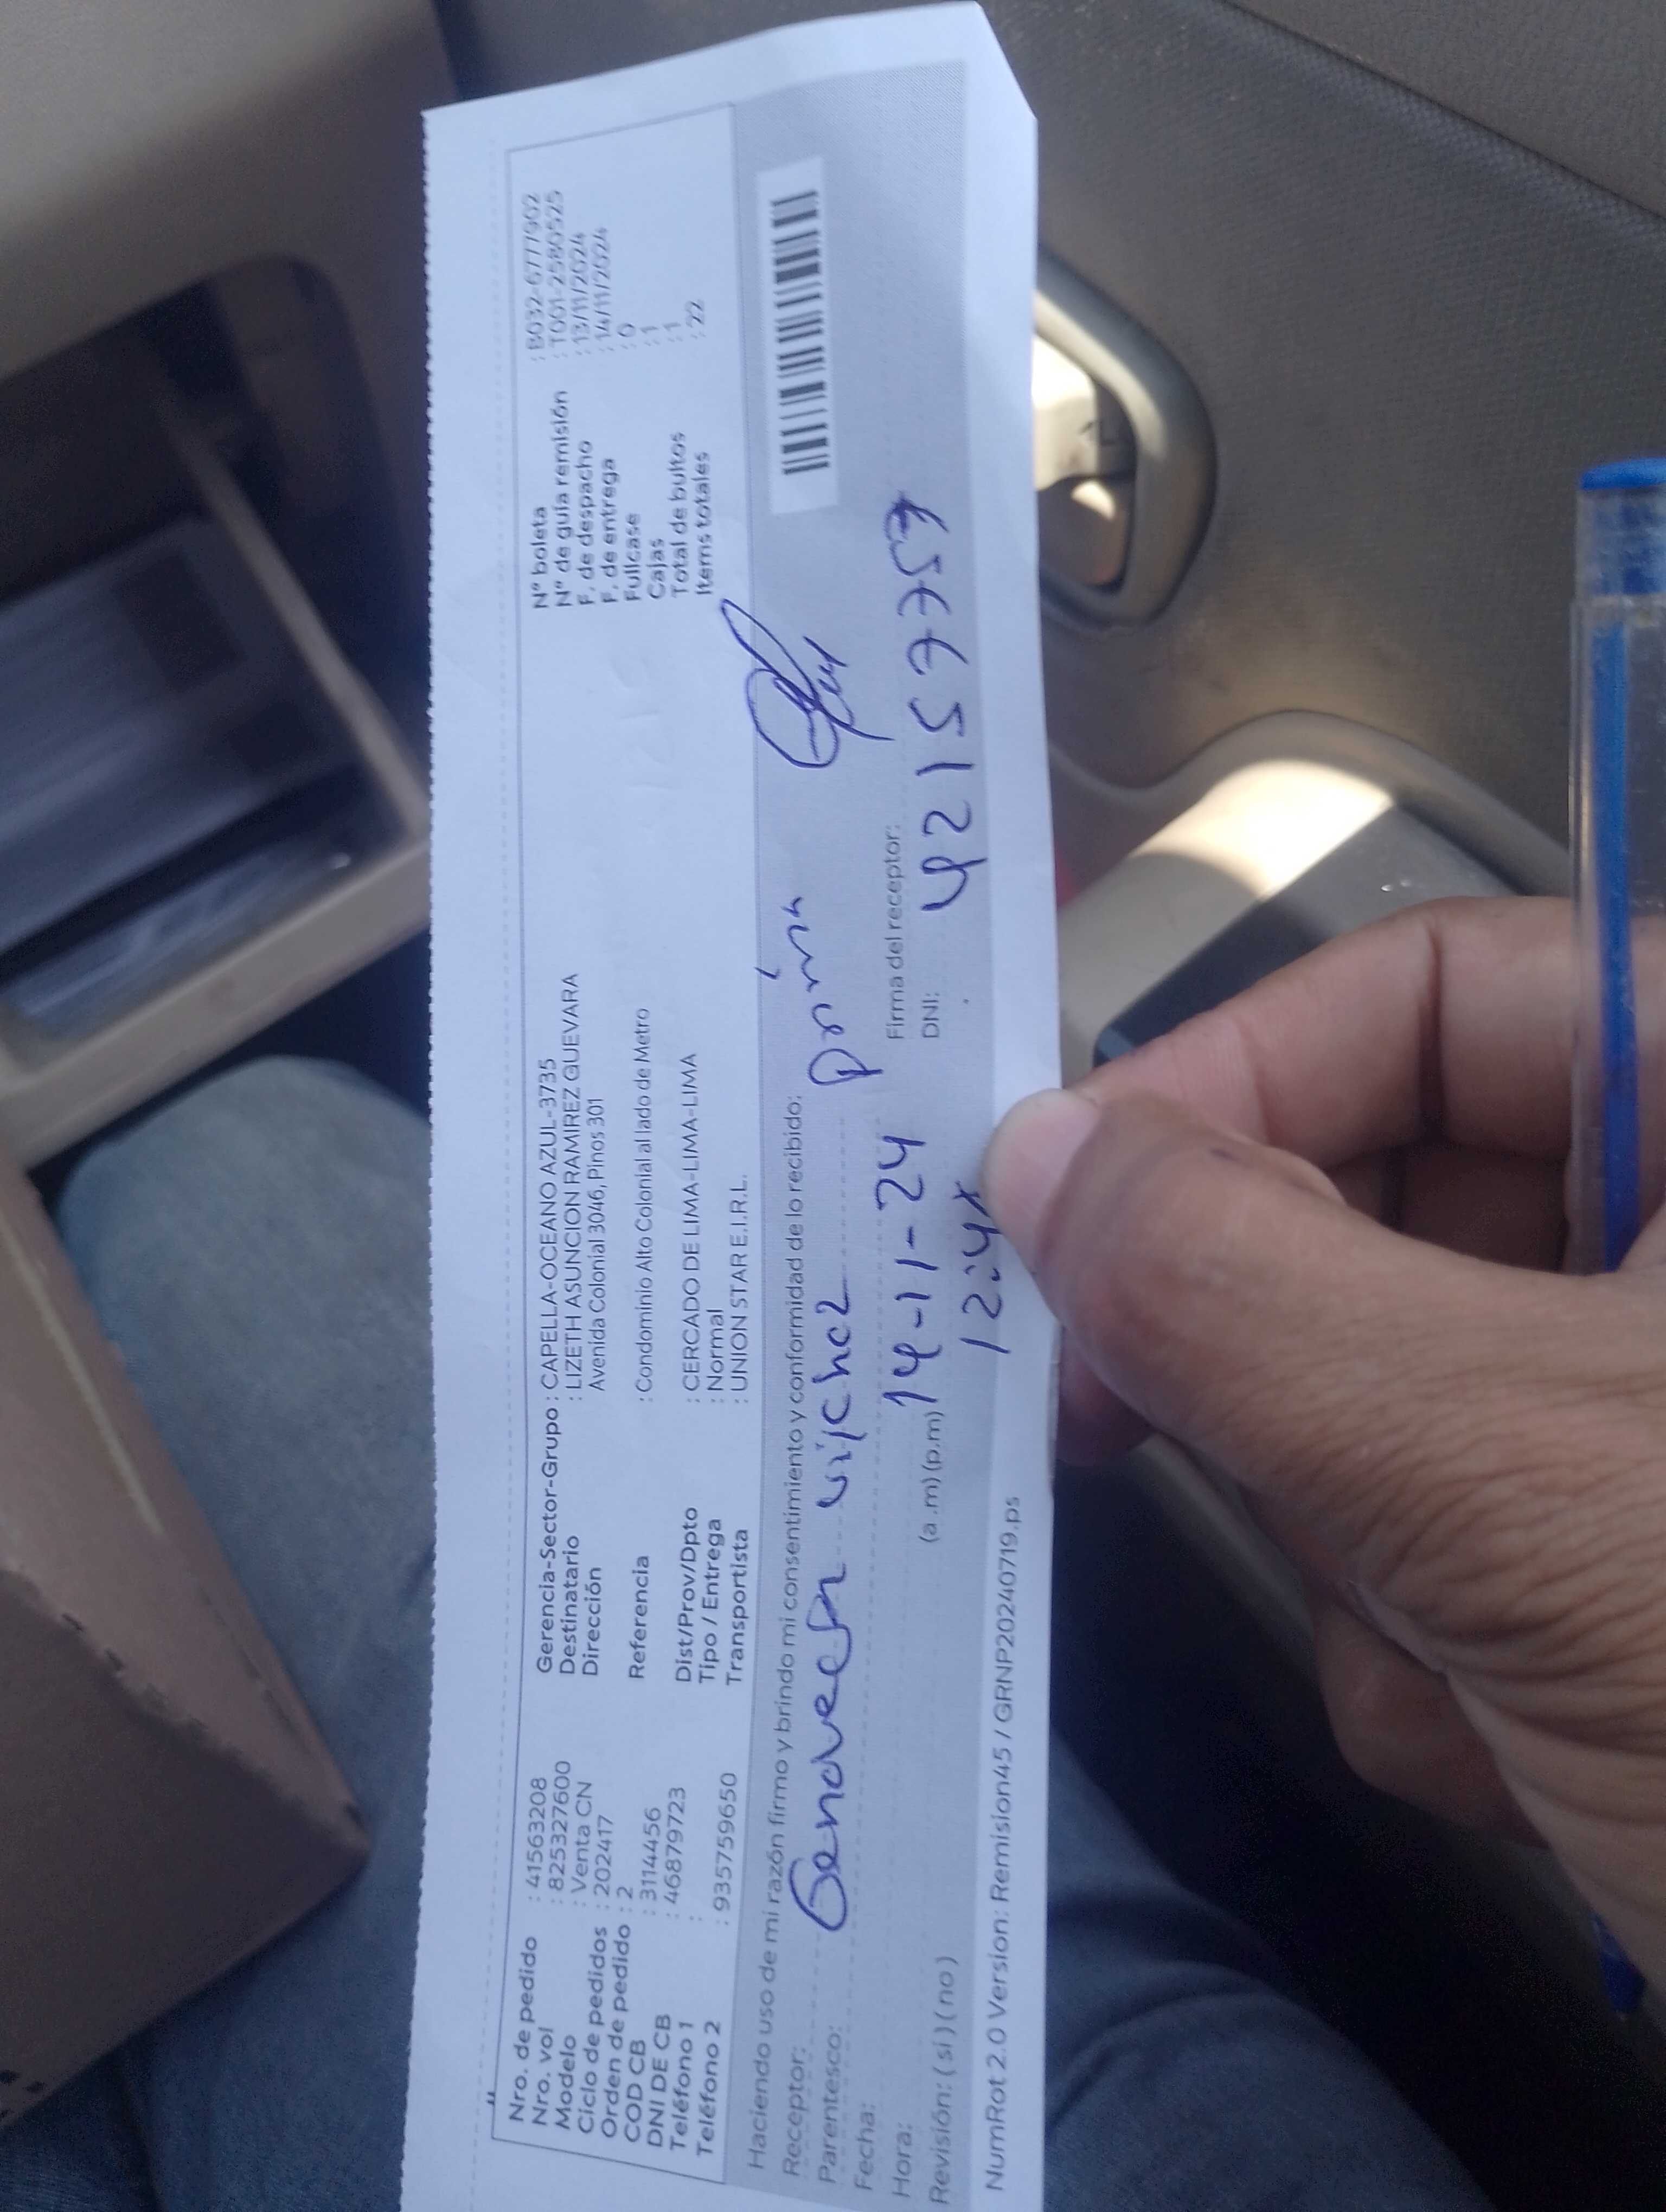 Nro. de pedido : 41563208
Nro. vol : 825327600
Modelo : Venta CN
Ciclo de pedidos : 202417
Orden de pedido : 2
COD CB : 3114456
DNI DE CB : 46879723
Teléfono 1 :
Teléfono 2 : 935759650
Gerencia-Sector-Grupo : CAPELLA-OCEANO AZUL-3735
Destinatario : LIZETH ASUNCION RAMIREZ GUEVARA
Dirección Avenida Colonial 3046, Pinos 301
Referencia : Condominio Alto Colonial al lado de Metro
Dist/Prov/Dpto : CERCADO DE LIMA-LIMA-LIMA
Tipo / Entrega : Normal
Transportista : UNION STAR E.I.R.L.
N° boleta : B032-6777902
N° de guía remisión : T001-2580525
F. de despacho : 13/11/2024
F. de entrega : 14/11/2024
Fullcase : 0
Cajas : 1
Total de bultos : 1
Items totales : 22
Haciendo uso de mi razón firmo y brindo mi consentimiento y conformidad de lo recibido:
Receptor: Genoveva vilchez
Parentesco: prima
Fecha: 14-11-24
Firma del receptor:
Hora: (a.m) (p.m)
DNI: 42157757
Revisión: ( si ) ( no )
NumRot 2.0 Version: Remision45 / GRNP20240719.ps